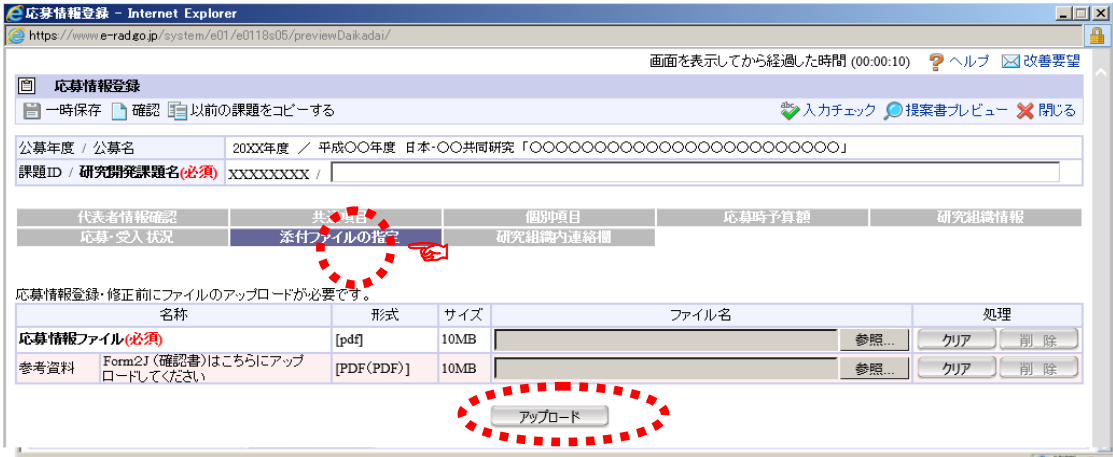 応募情報登録 - Internet Explorer
https://www.e-rad.go.jp/system/e01/e0118s05/previewDaikadai/
画面を表示してから経過した時間 (00:00:10) ヘルプ 改善要望
応募情報登録
一時保存 確認 以前の課題をコピーする 入力チェック 提案書プレビュー 閉じる
公募年度 / 公募名 20XX年度 ／ 平成〇〇年度 日本-〇〇共同研究「〇〇〇〇〇〇〇〇〇〇〇〇〇〇〇〇〇〇〇〇〇〇〇〇」
課題ID / 研究開発課題名(必須) XXXXXXXX /
代表者情報確認 共通項目 個別項目 応募時予算額 研究組織情報
応募・受入状況 添付ファイルの指定 研究組織内連絡欄
応募情報登録・修正前にファイルのアップロードが必要です。
名称 形式 サイズ ファイル名 処理
応募情報ファイル(必須) [pdf] 10MB 参照... クリア 削 除
参考資料 Form2J（確認書)はこちらにアップ
ロードしてください [PDF(PDF)] 10MB 参照... クリア 削 除
アップロード